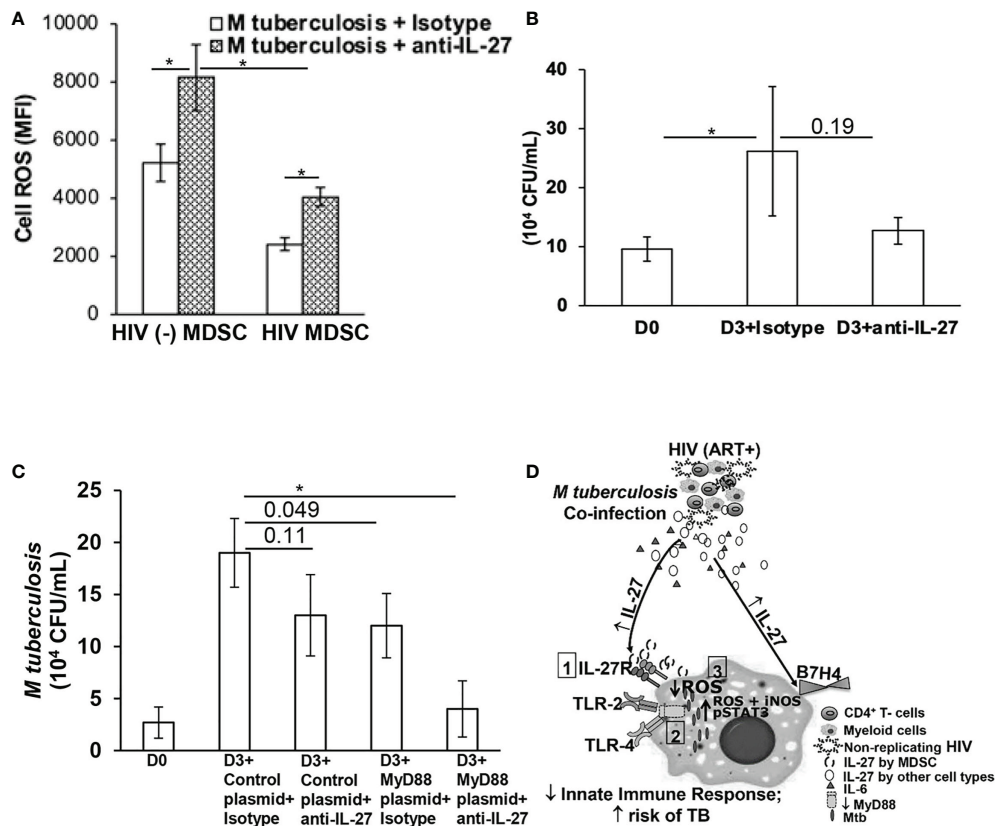 A
10000
8000
6000
4000
2000
0
Cell ROS (MFI)
M tuberculosis + Isotype
M tuberculosis + anti-IL-27
*
*
*
HIV (-) MDSC
HIV MDSC
B
40
30
20
10
0
(10⁴ CFU/mL)
*
0.19
D0
D3+Isotype
D3+anti-IL-27
C
25
20
15
10
5
0
M tuberculosis
(10⁴ CFU/mL)
*
0.049
0.11
D0
D3+
Control
plasmid+
Isotype
D3+
Control
plasmid+
anti-IL-27
D3+
MyD88
plasmid+
Isotype
D3+
MyD88
plasmid+
anti-IL-27
D
HIV (ART+)
M tuberculosis
Co-infection
↑ IL-27
↑ IL-27
1 IL-27R
3
B7H4
↓ROS
↑ ROS + iNOS
pSTAT3
TLR-2
2
TLR-4
CD4⁺ T- cells
Myeloid cells
Non-replicating HIV
IL-27 by MDSC
IL-27 by other cell types
IL-6
↓ MyD88
Mtb
↓ Innate Immune Response;
↑ risk of TB